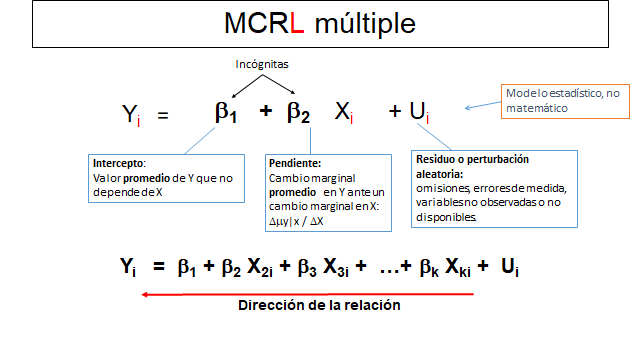 MCRL múltiple
Incógnitas
Yi = β1 + β2 Xi + Ui
Modelo estadístico, no
matemático
Intercepto:
Valor promedio de Y que no
depende de X
Pendiente:
Cambio marginal
promedio en Y ante un
cambio marginal en X:
Δμy|x / ΔX
Residuo o perturbación
aleatoria:
omisiones, errores de medida,
variables no observadas o no
disponibles.
Yi = β1 + β2 X2i + β3 X3i + …+ βk Xki + Ui
Dirección de la relación